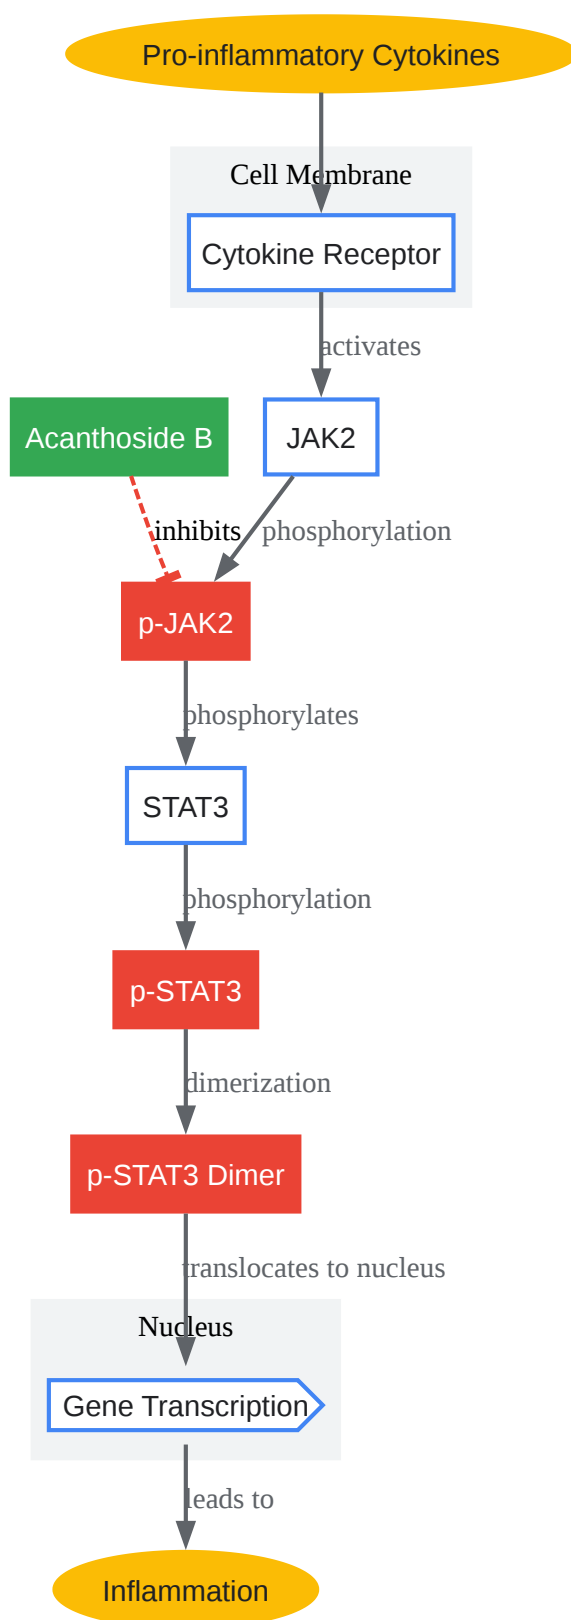 Pro-inflammatory Cytokines
Cell Membrane
Cytokine Receptor
activates
Acanthoside B
JAK2
inhibits
phosphorylation
p-JAK2
phosphorylates
STAT3
phosphorylation
p-STAT3
dimerization
p-STAT3 Dimer
translocates to nucleus
Nucleus
Gene Transcription
leads to
Inflammation